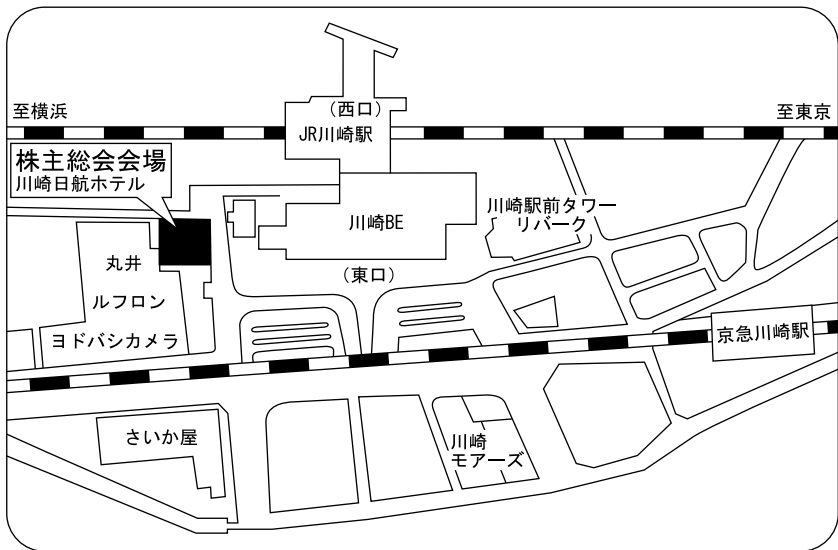 (西口)
至横浜
至東京
JR川崎駅
株主総会会場
川崎日航ホテル
川崎駅前タワー
リバーク
川崎BE
丸井
(東口)
ルフロン
ヨドバシカメラ
京急川崎駅
さいか屋
川崎
モアーズ